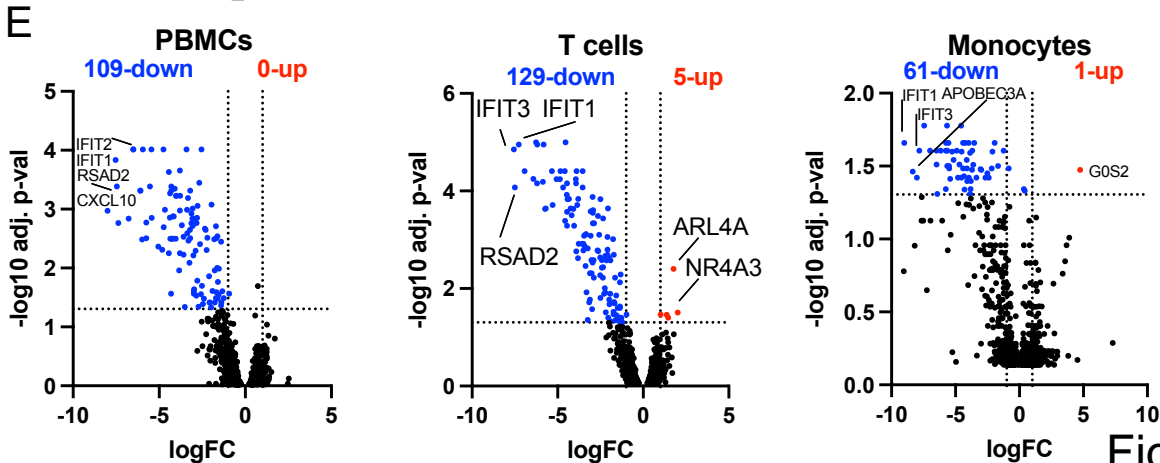 E
PBMCs
109-down 0-up
5
4
3
2
1
0
-10 -5 0 5
-log10 adj. p-val
logFC
IFIT2
IFIT1
RSAD2
CXCL10
T cells
129-down 5-up
6
4
2
0
-10 -5 0 5
-log10 adj. p-val
logFC
IFIT3 IFIT1
RSAD2
ARL4A
NR4A3
Monocytes
61-down 1-up
2.0
1.5
1.0
0.5
0.0
-10 -5 0 5 10
-log10 adj. p-val
logFC
IFIT1 APOBEC3A
IFIT3
G0S2
Fig